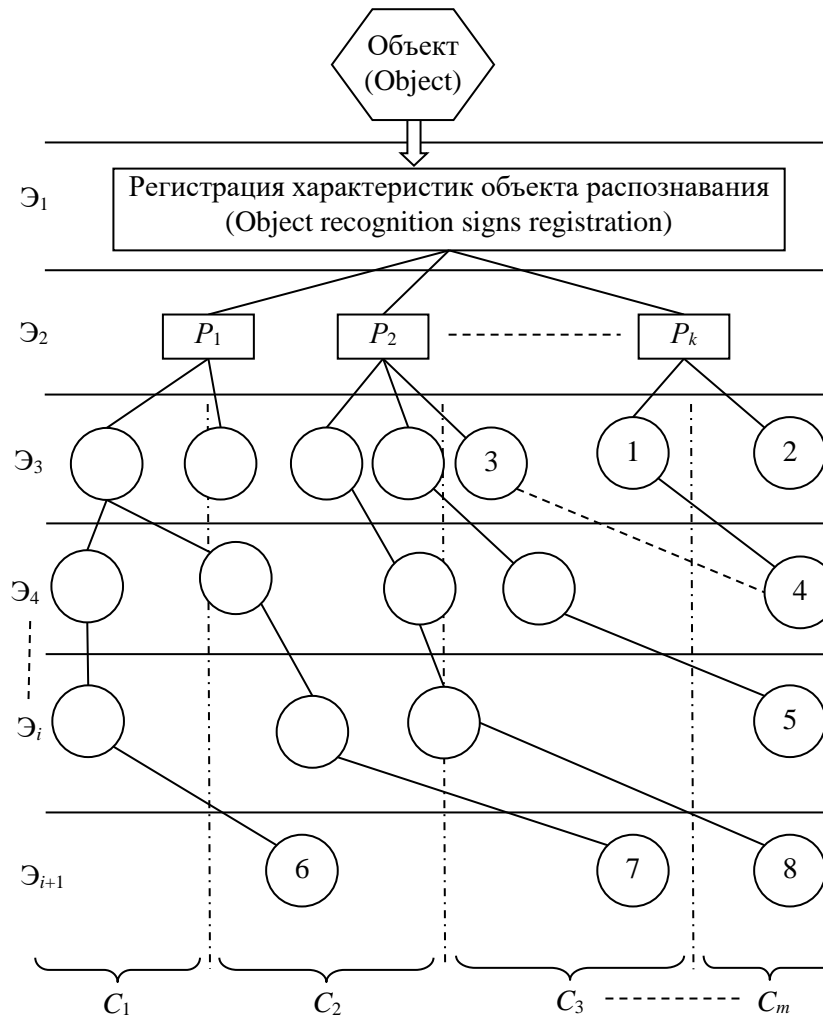 Объект
(Object)
Э1
Регистрация характеристик объекта распознавания
(Object recognition signs registration)
Э2
P1
P2
Pk
Э3
3
1
2
Э4
4
Эi
5
Эi+1
6
7
8
C1
C2
C3
Cm